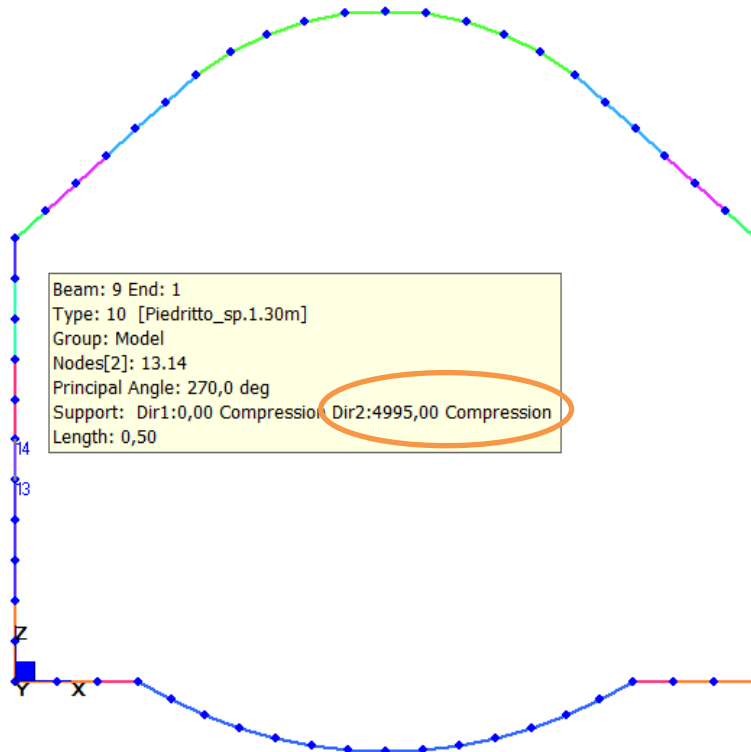 Beam: 9 End: 1
Type: 10 [Piedritto_sp.1.30m]
Group: Model
Nodes[2]: 13.14
Principal Angle: 270,0 deg
Support: Dir1:0,00 Compression Dir2:4995,00 Compression
Length: 0,50
14
13
Z
Y X